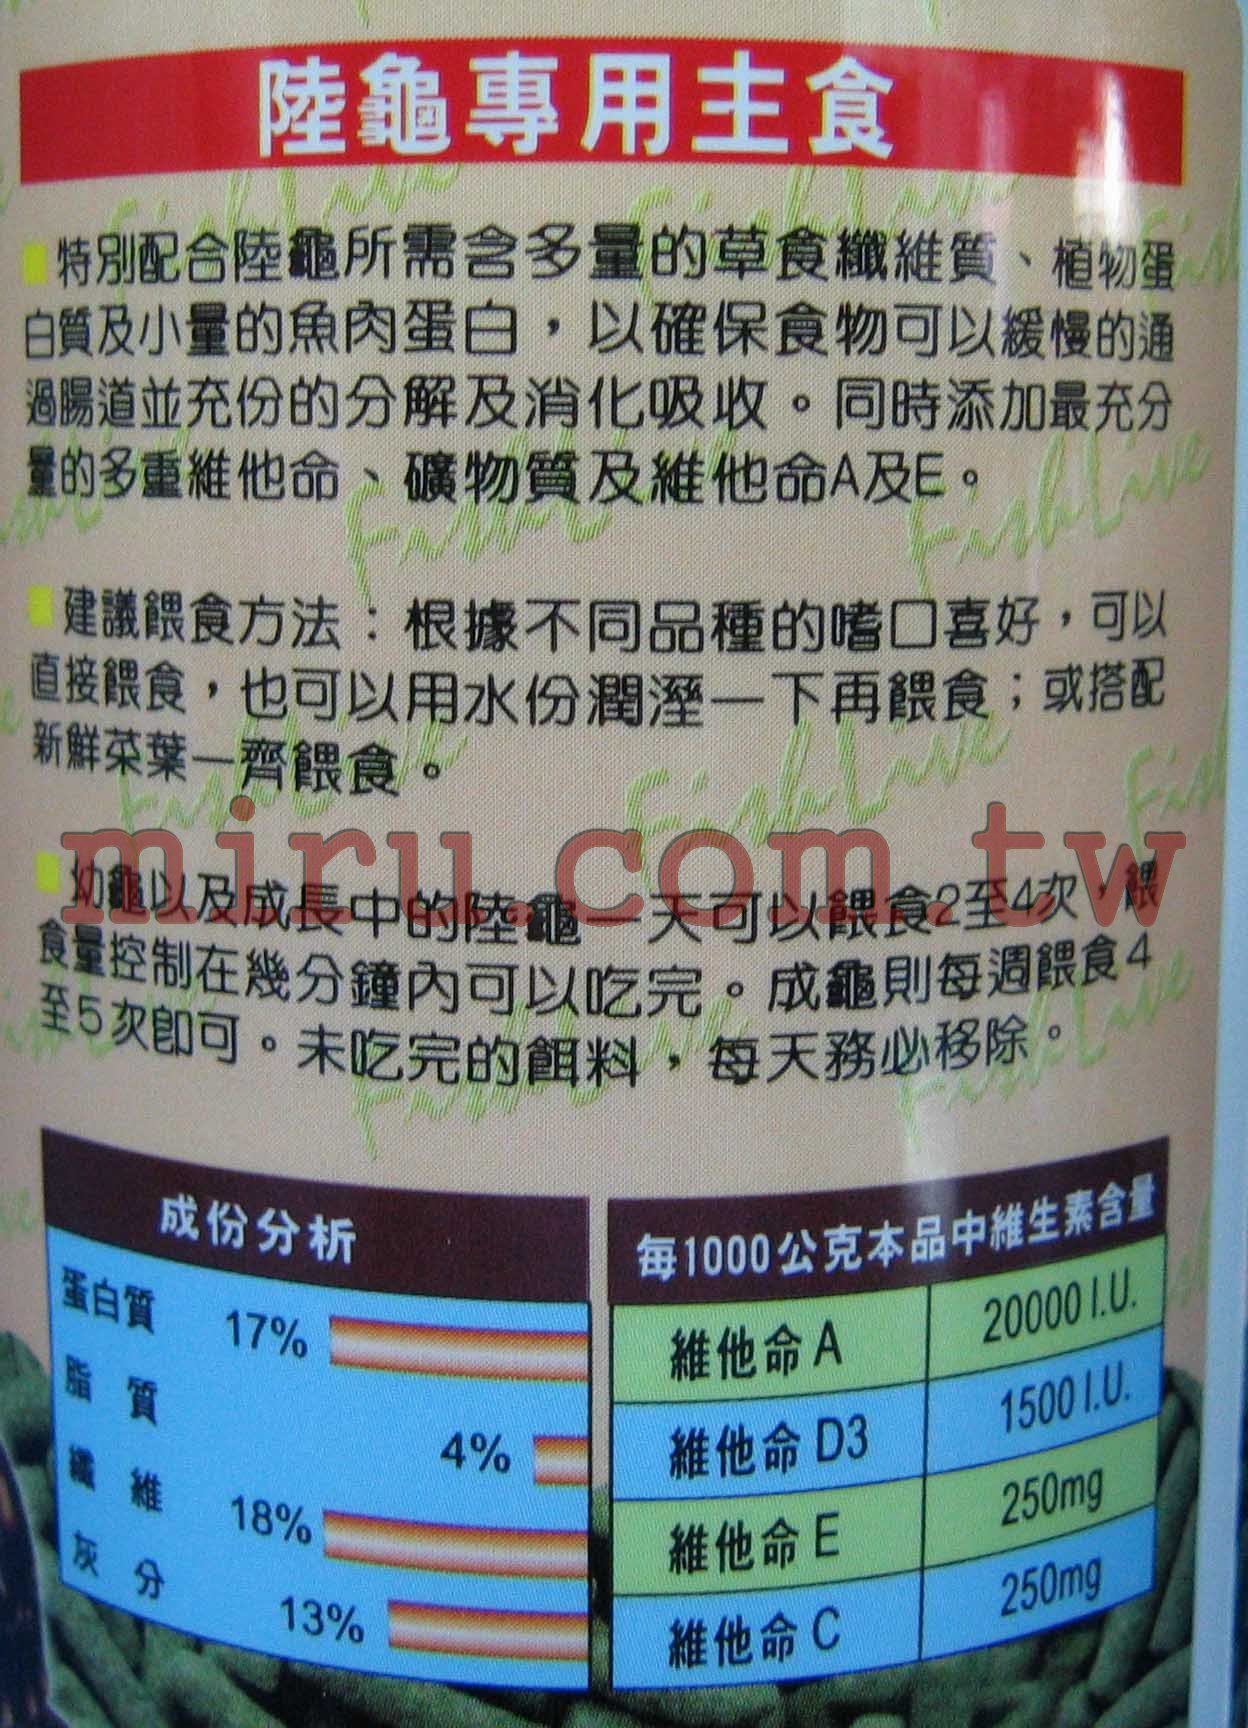 陸龜專用主食
特別配合陸龜所需含多量的草食纖維質、植物蛋
白質及小量的魚肉蛋白，以確保食物可以緩慢的通
過腸道並充份的分解及消化吸收。同時添加最充分
量的多重維他命、礦物質及維他命A及E。
建議餵食方法：根據不同品種的嗜口喜好，可以
直接餵食，也可以用水份潤溼一下再餵食；或搭配
新鮮菜葉一齊餵食。
miru.com.tw
幼龜以及成長中的陸龜一天可以餵食2至4次，餵
食量控制在幾分鐘內可以吃完。成龜則每週餵食4
至5次即可。未吃完的餌料，每天務必移除。
成份分析
蛋白質 17%
脂質 4%
纖維 18%
灰分 13%
每1000公克本品中維生素含量
維他命A 20000 I.U.
維他命D3 1500 I.U.
維他命E 250mg
維他命C 250mg
FishLive
FishLive
FishLive
FishLive